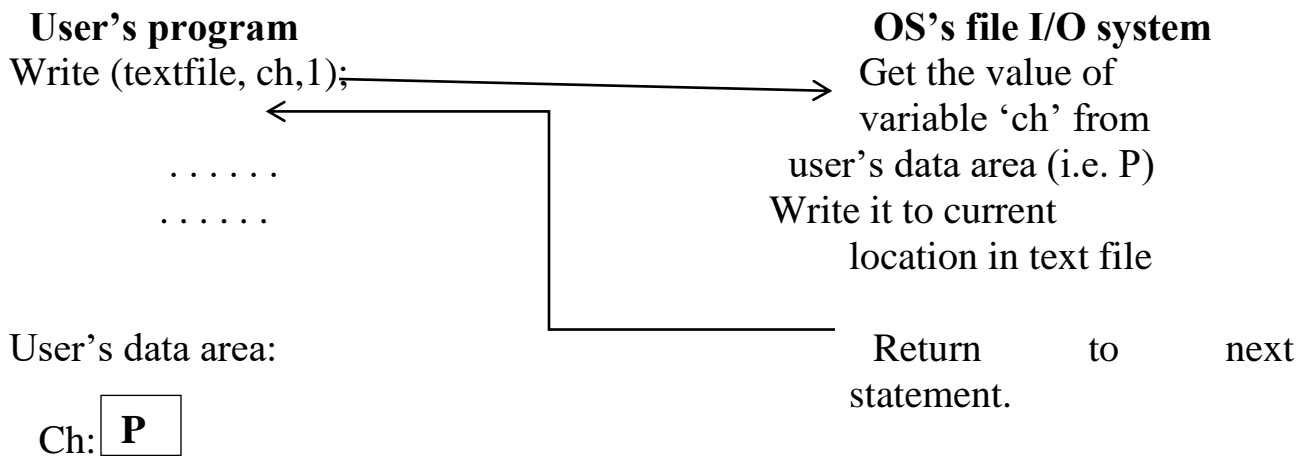 User’s program
Write (textfile, ch,1);
. . . . . .
. . . . . .
User’s data area:
Ch: P
OS’s file I/O system
Get the value of
variable ‘ch’ from
user’s data area (i.e. P)
Write it to current
location in text file
Return to next
statement.